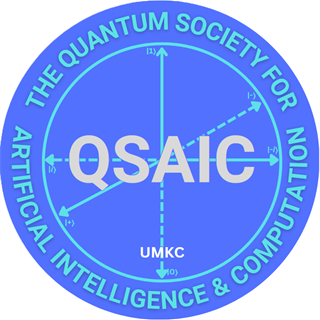 THE QUANTUM SOCIETY FOR
ARTIFICIAL INTELLIGENCE & COMPUTATION
|1⟩
|-⟩
QSAIC
|+⟩
UMKC
|0⟩